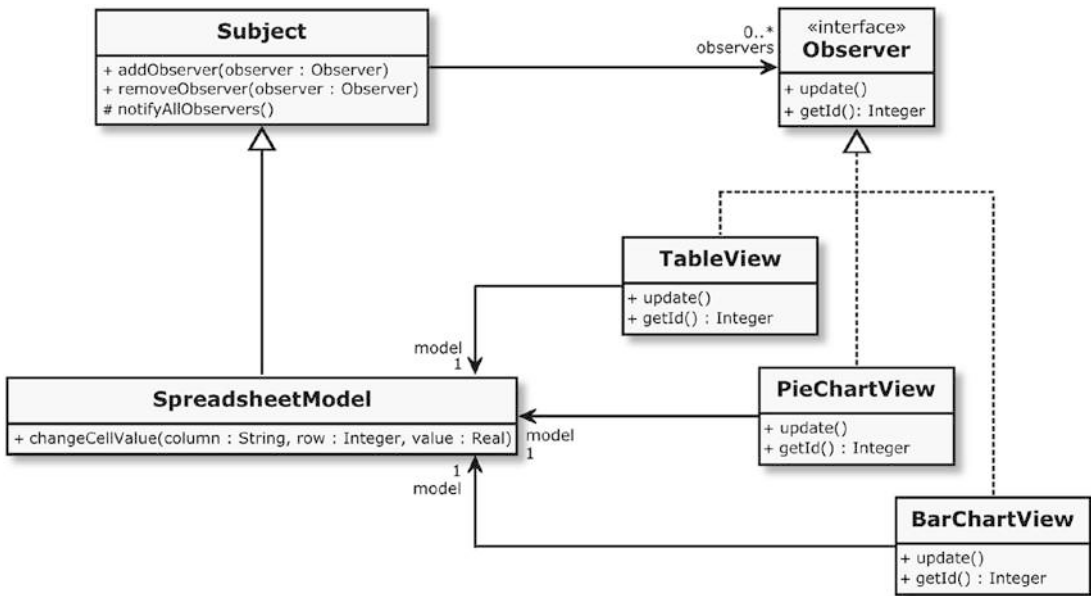 Subject
+ addObserver(observer : Observer)
+ removeObserver(observer : Observer)
# notifyAllObservers()
0..*
observers
«interface»
Observer
+ update()
+ getId(): Integer
TableView
+ update()
+ getId() : Integer
model
1
SpreadsheetModel
+ changeCellValue(column : String, row : Integer, value : Real)
model
1
1
model
PieChartView
+ update()
+ getId() : Integer
BarChartView
+ update()
+ getId() : Integer